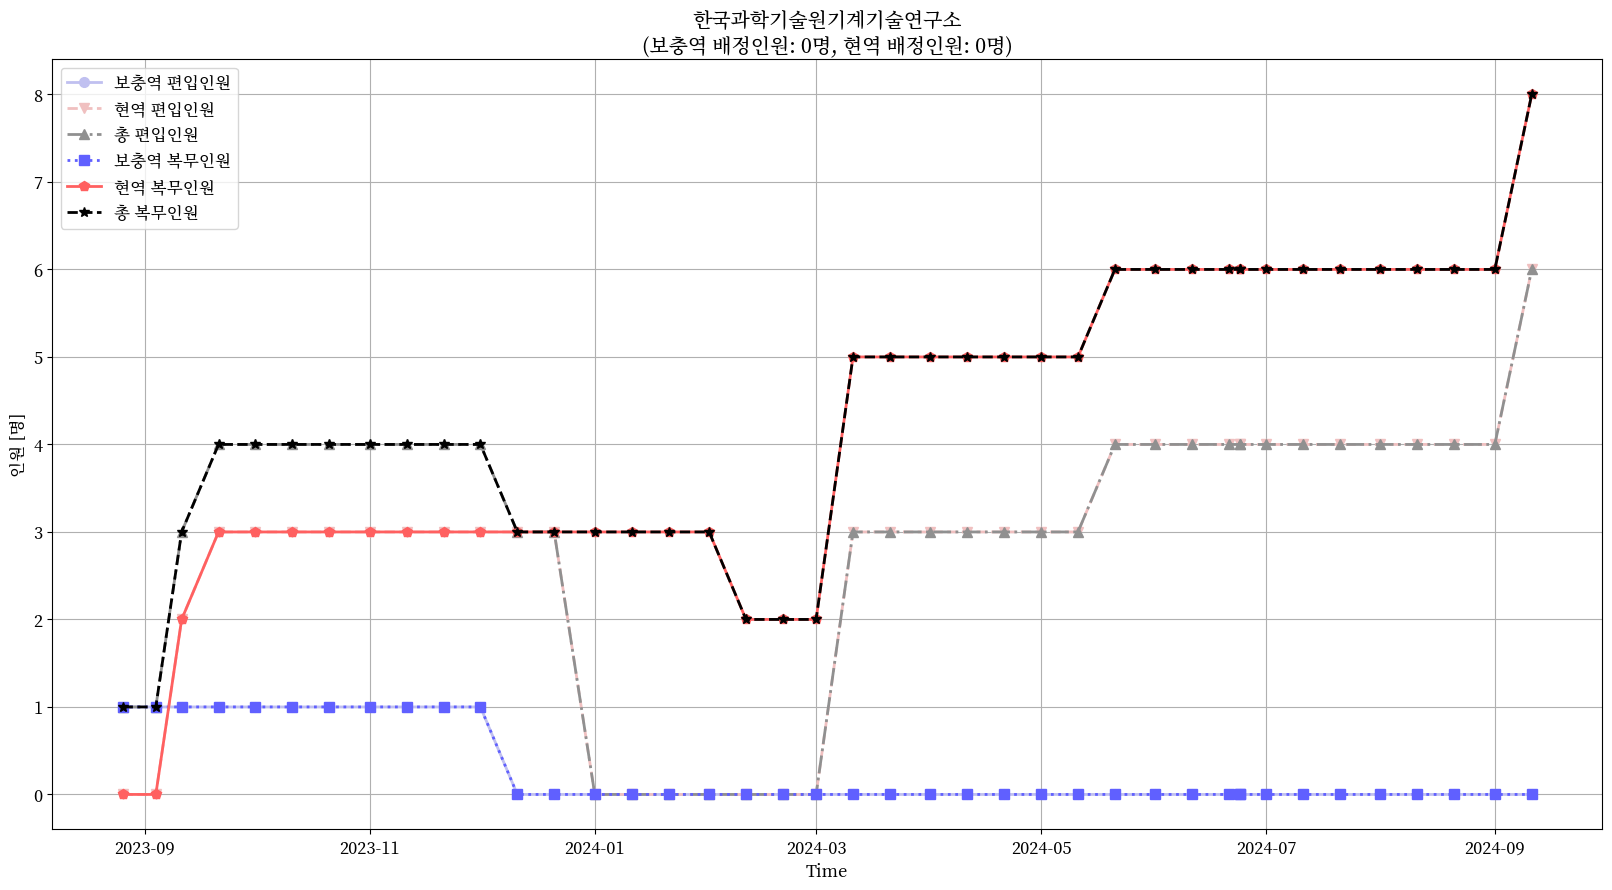 한국과학기술원기계기술연구소
(보충역 배정인원: 0명, 현역 배정인원: 0명)
보충역 편입인원
현역 편입인원
총 편입인원
보충역 복무인원
현역 복무인원
총 복무인원
인원 [명]
8
7
6
5
4
3
2
1
0
2023-09 2023-11 2024-01 2024-03 2024-05 2024-07 2024-09
Time